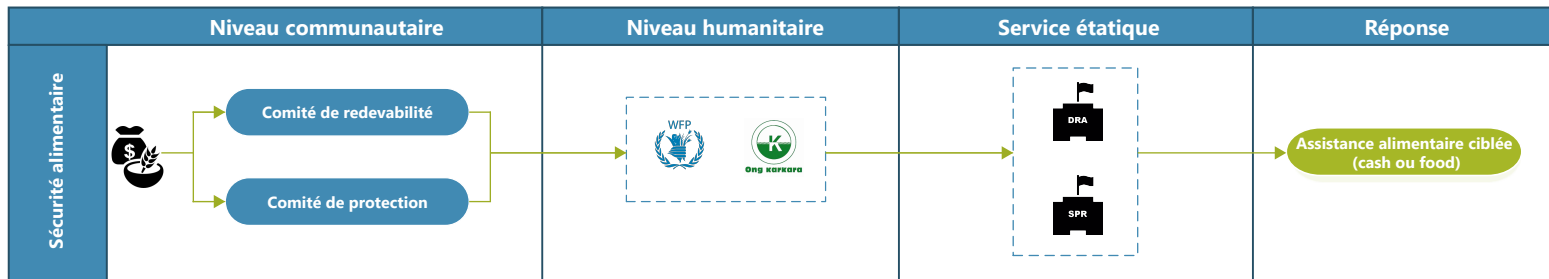 Niveau communautaire
Niveau humanitaire
Service étatique
Réponse
Sécurité alimentaire
$
Comité de redevabilité
Comité de protection
WFP
K
Ong KarKara
DRA
SPR
Assistance alimentaire ciblée
(cash ou food)